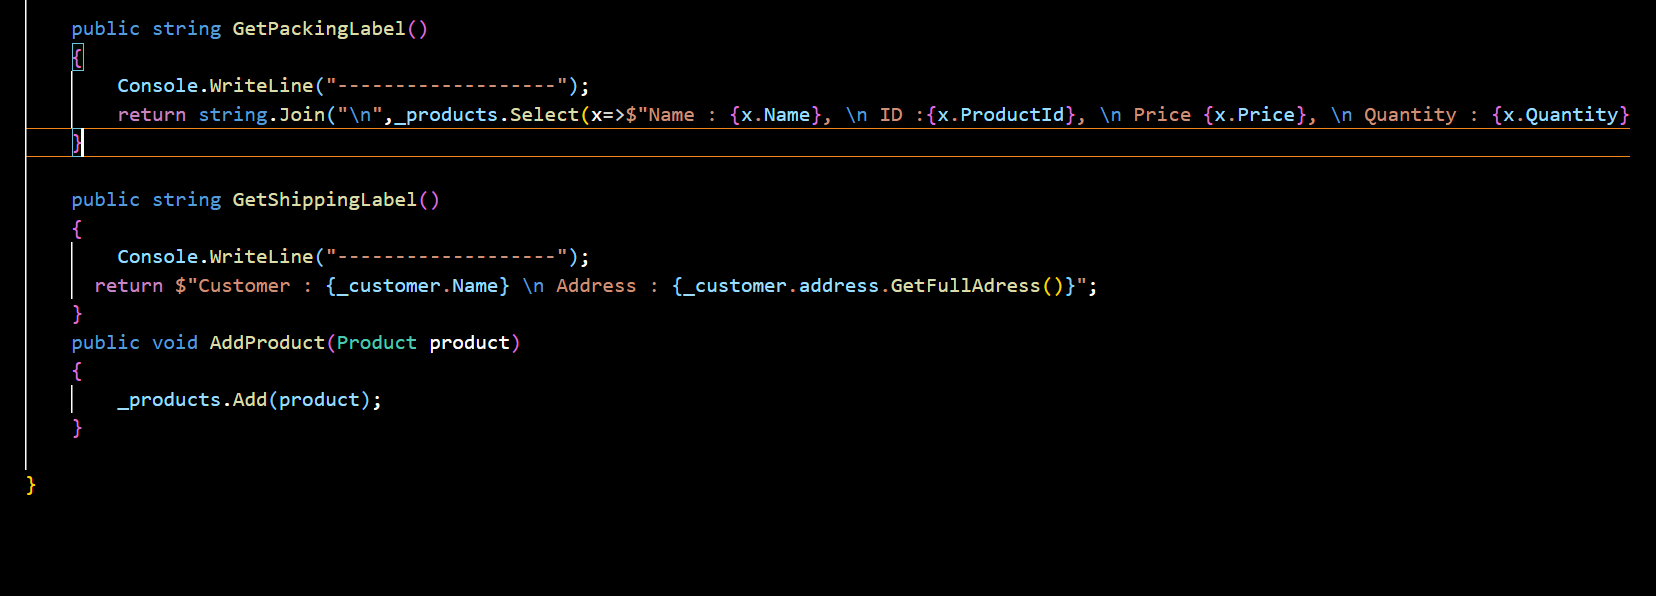 public string GetPackingLabel()
{
Console.WriteLine("-------------------");
return string.Join("\n",_products.Select(x=>$"Name : {x.Name}, \n ID :{x.ProductId}, \n Price {x.Price}, \n Quantity : {x.Quantity}
}
public string GetShippingLabel()
{
Console.WriteLine("-------------------");
return $"Customer : {_customer.Name} \n Address : {_customer.address.GetFullAdress()}";
}
public void AddProduct(Product product)
{
_products.Add(product);
}
}